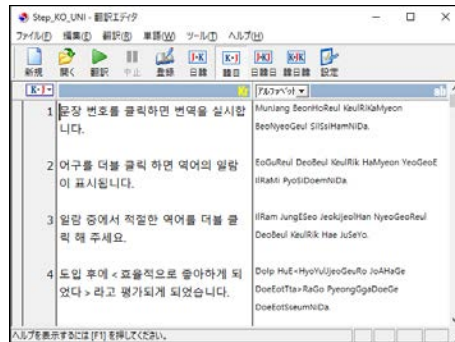 Step_KO_UNI - 翻訳エディタ
ファイル(F) 編集(E) 翻訳(R) 単語(W) ツール(T) ヘルプ(H)
J-K K-J J-KJ K-JK
新規 開く 翻訳 中止 登録 日韓 韓日 日韓日 韓日韓 設定
K-J アルファベット ab
1 문장 번호를 클릭하면 번역을 실시합
니다.
MunJang BeonHoReul KeulRikHaMyeon
BeonYeoGeul SilSiHamNiDa.
2 어구를 더블 클릭 하면 역어의 일람
이 표시됩니다.
EoGuReul DeoBeul KeulRik HaMyeon YeoGeoE
IlRaMi PyoSiDoemNiDa.
3 일람 중에서 적절한 역어를 더블 클
릭 해 주세요.
IlRam JungESeo JeokJeolHan NyeoGeoReul
DeoBeul KeulRik Hae JuSeYo.
4 도입 후에 < 효율적으로 좋아하게 되
었다 > 라고 평가되게 되었습니다.
DoIp HuE<HyoYulJeoGeuRo JoAHaGe
DoeEotTta>RaGo PyeongGgaDoeGe
DoeEotSseumNiDa.
ヘルプを表示するには [F1] を押してください。